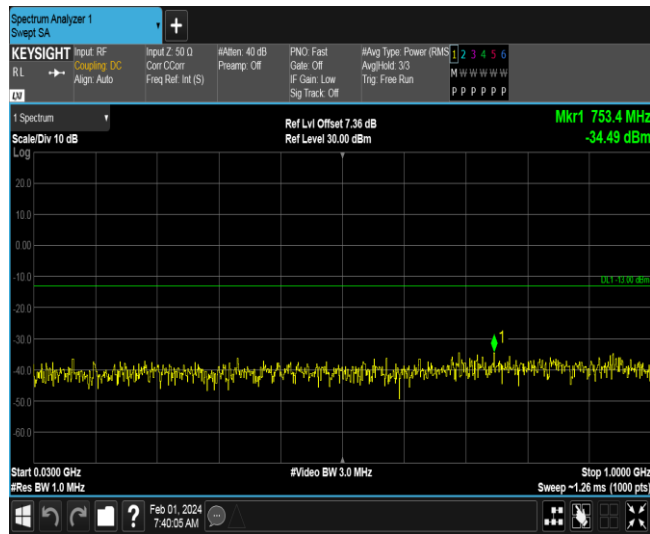 Spectrum Analyzer 1
Swept SA
+
KEYSIGHT Input: RF Input Z: 50 Ω #Atten: 40 dB PNO: Fast #Avg Type: Power (RMS 1 2 3 4 5 6
RL Coupling: DC Corr CCorr Preamp: Off Gate: Off Avg|Hold: 3/3 M W W W W W
Align: Auto Freq Ref: Int (S) IF Gain: Low Trig: Free Run
LXI Sig Track: Off P P P P P P
1 Spectrum Ref Lvl Offset 7.36 dB Mkr1 753.4 MHz
Scale/Div 10 dB Ref Level 30.00 dBm -34.49 dBm
Log
20.0
10.0
0.00
-10.0
DL1 -13.00 dBm
-20.0
-30.0
1
-40.0
-50.0
-60.0
Start 0.0300 GHz #Video BW 3.0 MHz Stop 1.0000 GHz
#Res BW 1.0 MHz Sweep ~1.26 ms (1000 pts)
? Feb 01, 2024
7:40:05 AM